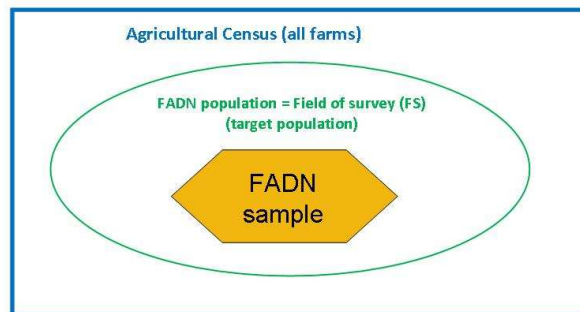 Agricultural Census (all farms)
FADN population = Field of survey (FS)
(target population)
FADN
sample